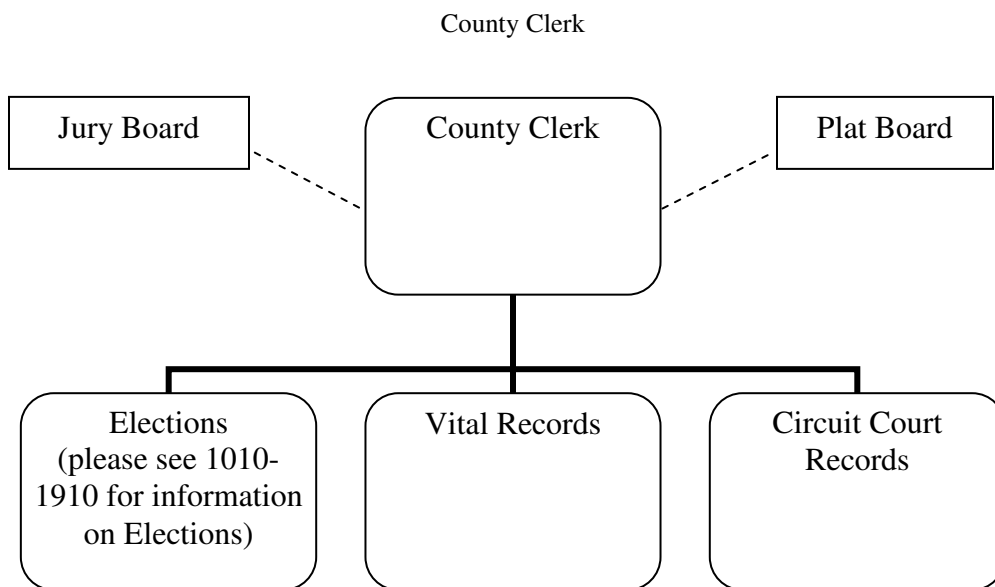 County Clerk
Jury Board
County Clerk
Plat Board
Elections
(please see 1010-
1910 for information
on Elections)
Vital Records
Circuit Court
Records